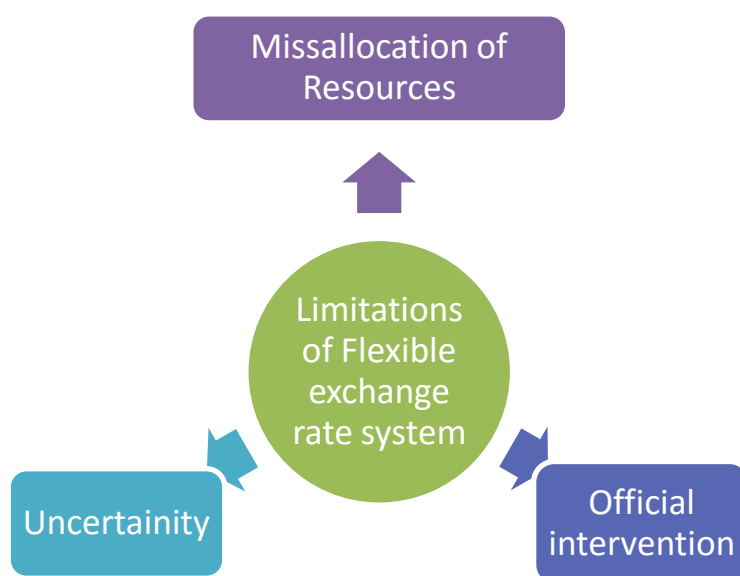 Missallocation of
Resources
Limitations
of Flexible
exchange
rate system
Uncertainity
Official
intervention